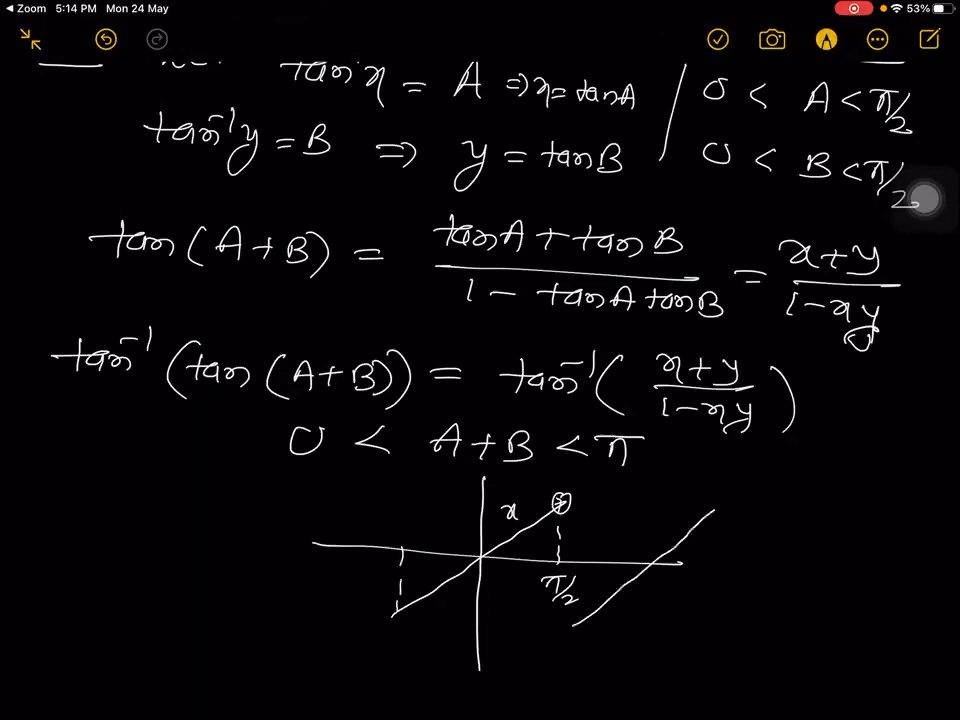 Zoom 5:14 PM Mon 24 May 53%
tan⁻¹x = A ⇒ x = tanA / 0 < A < π/2
tan⁻¹y = B ⇒ y = tanB / 0 < B < π/2
tan(A+B) = (tanA + tanB)/(1 - tanA tanB) = (x+y)/(1-xy)
tan⁻¹(tan(A+B)) = tan⁻¹((x+y)/(1-xy))
0 < A+B < π
x
π/2